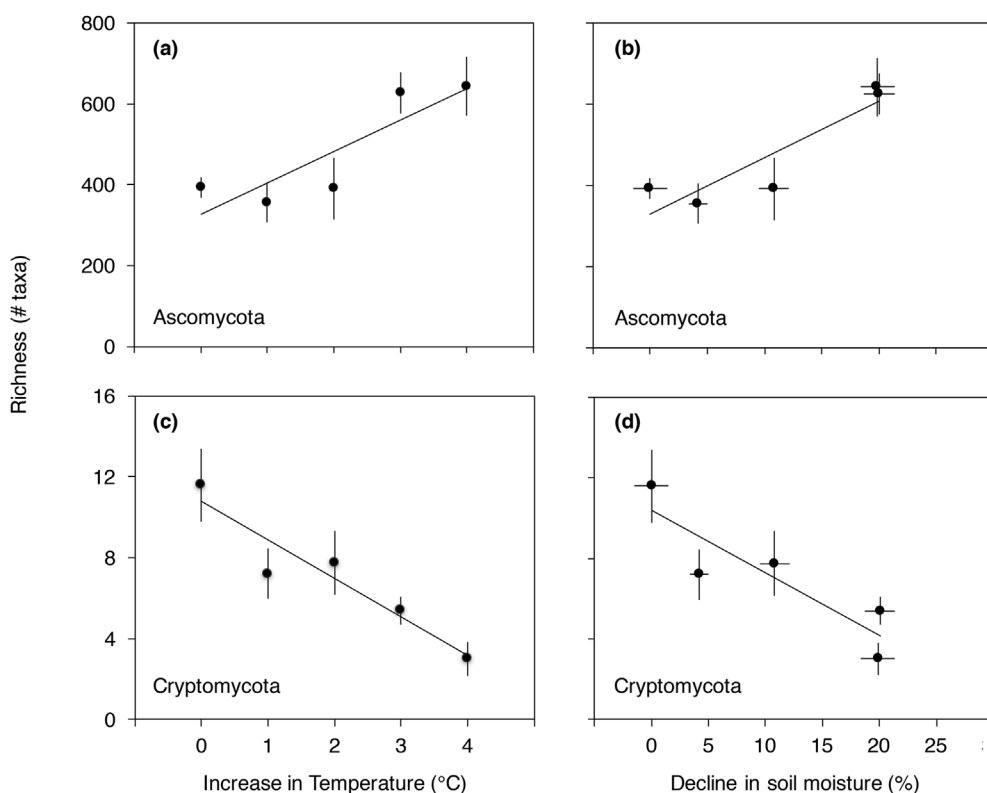 800
(a)
(b)
600
400
200
Ascomycota
Ascomycota
0
Richness (# taxa)
16
(c)
(d)
12
8
4
Cryptomycota
Cryptomycota
0
0 1 2 3 4
0 5 10 15 20 25
Increase in Temperature (°C)
Decline in soil moisture (%)